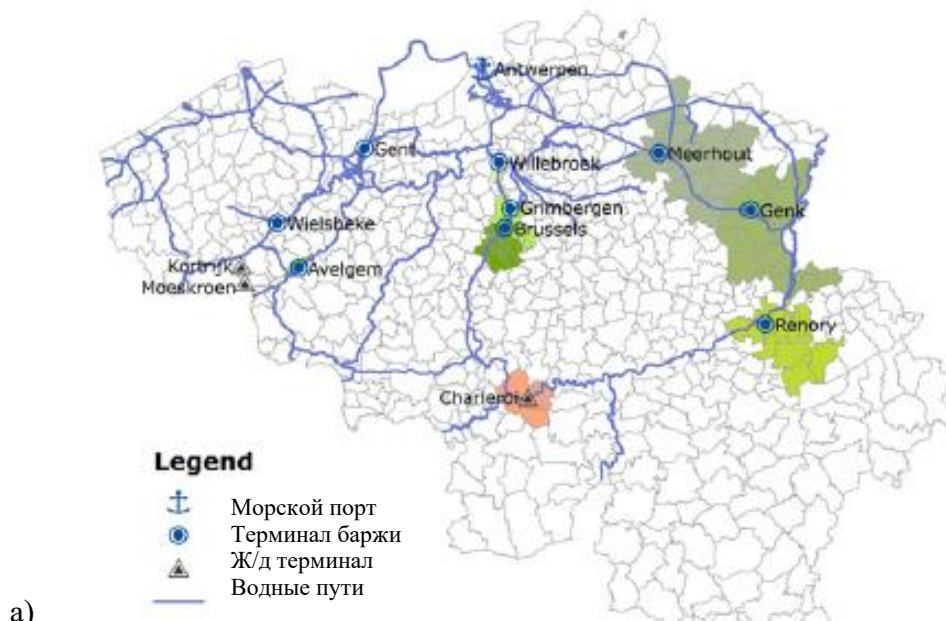 Antwerpen
Gent
Willebroek
Meerhout
Grimbergen
Genk
Wielsbeke
Brussels
Kortrijk
Avelgem
Moeskroen
Renory
Charleroi
Legend
Морской порт
Терминал баржи
Ж/д терминал
Водные пути
а)